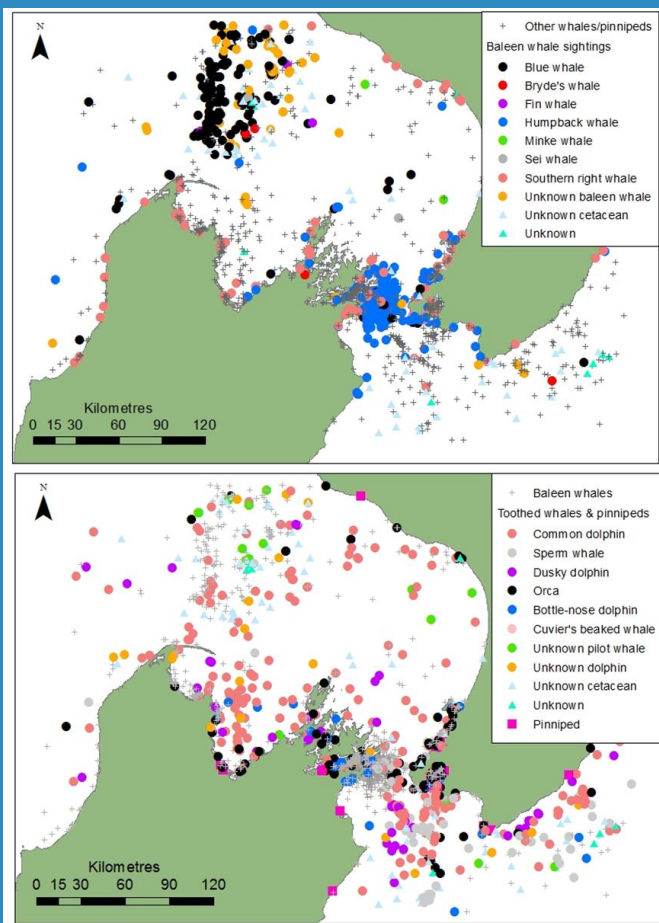 N
Other whales/pinnipeds
Baleen whale sightings
Blue whale
Bryde's whale
Fin whale
Humpback whale
Minke whale
Sei whale
Southern right whale
Unknown baleen whale
Unknown cetacean
Unknown
Kilometres
0 15 30 60 90 120
N
Baleen whales
Toothed whales & pinnipeds
Common dolphin
Sperm whale
Dusky dolphin
Orca
Bottle-nose dolphin
Cuvier's beaked whale
Unknown pilot whale
Unknown dolphin
Unknown cetacean
Unknown
Pinniped
Kilometres
0 15 30 60 90 120